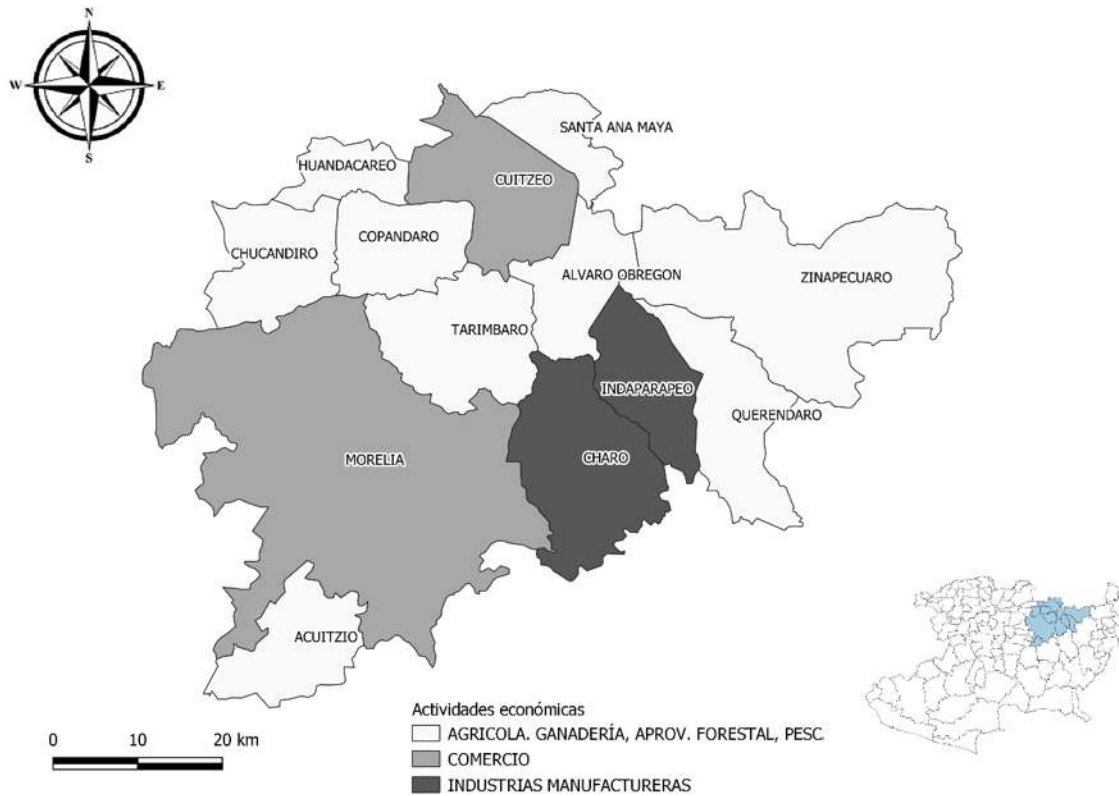 N
W
E
S
SANTA ANA MAYA
HUANDACAREO
CUITZEO
COPANDARO
CHUCANDIRO
ALVARO OBREGON
ZINAPECUARO
TARIMBARO
INDAPARAPEO
QUERENDARO
MORELIA
CHARO
ACUITZIO
Actividades económicas
AGRICOLA. GANADERÍA, APROV. FORESTAL, PESC
COMERCIO
INDUSTRIAS MANUFACTURERAS
0 10 20 km